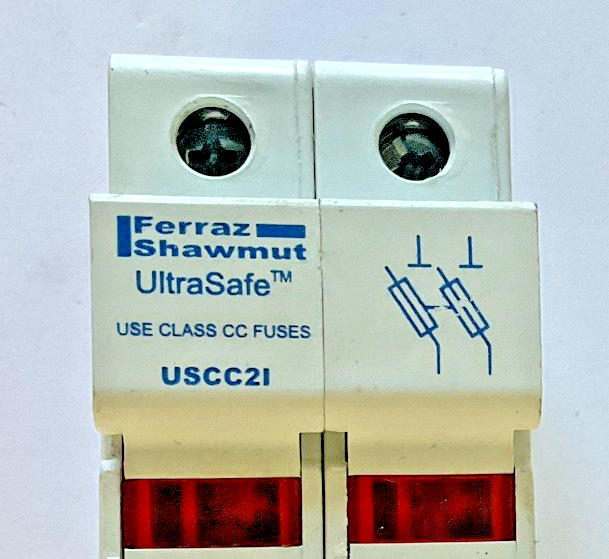 Ferraz
Shawmut
UltraSafe™
USE CLASS CC FUSES
USCC2I